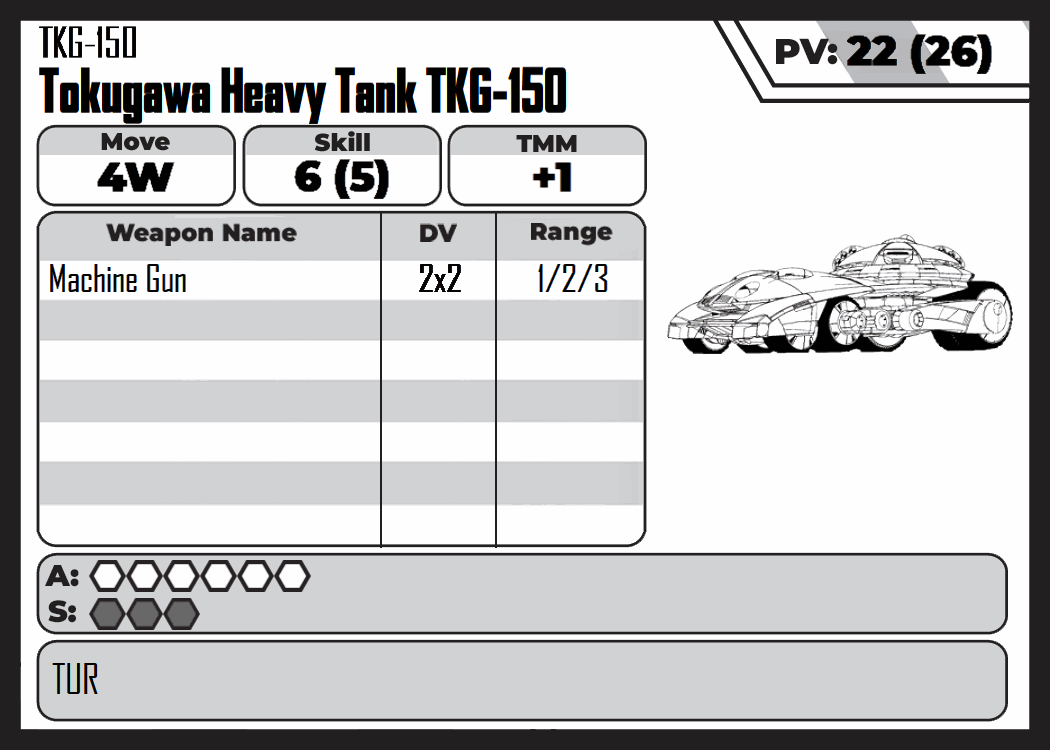 TKG-150
PV: 22 (26)
Tokugawa Heavy Tank TKG-150
Move Skill TMM
4W 6 (5) +1
Weapon Name DV Range
Machine Gun 2x2 1/2/3
A:
S:
TUR